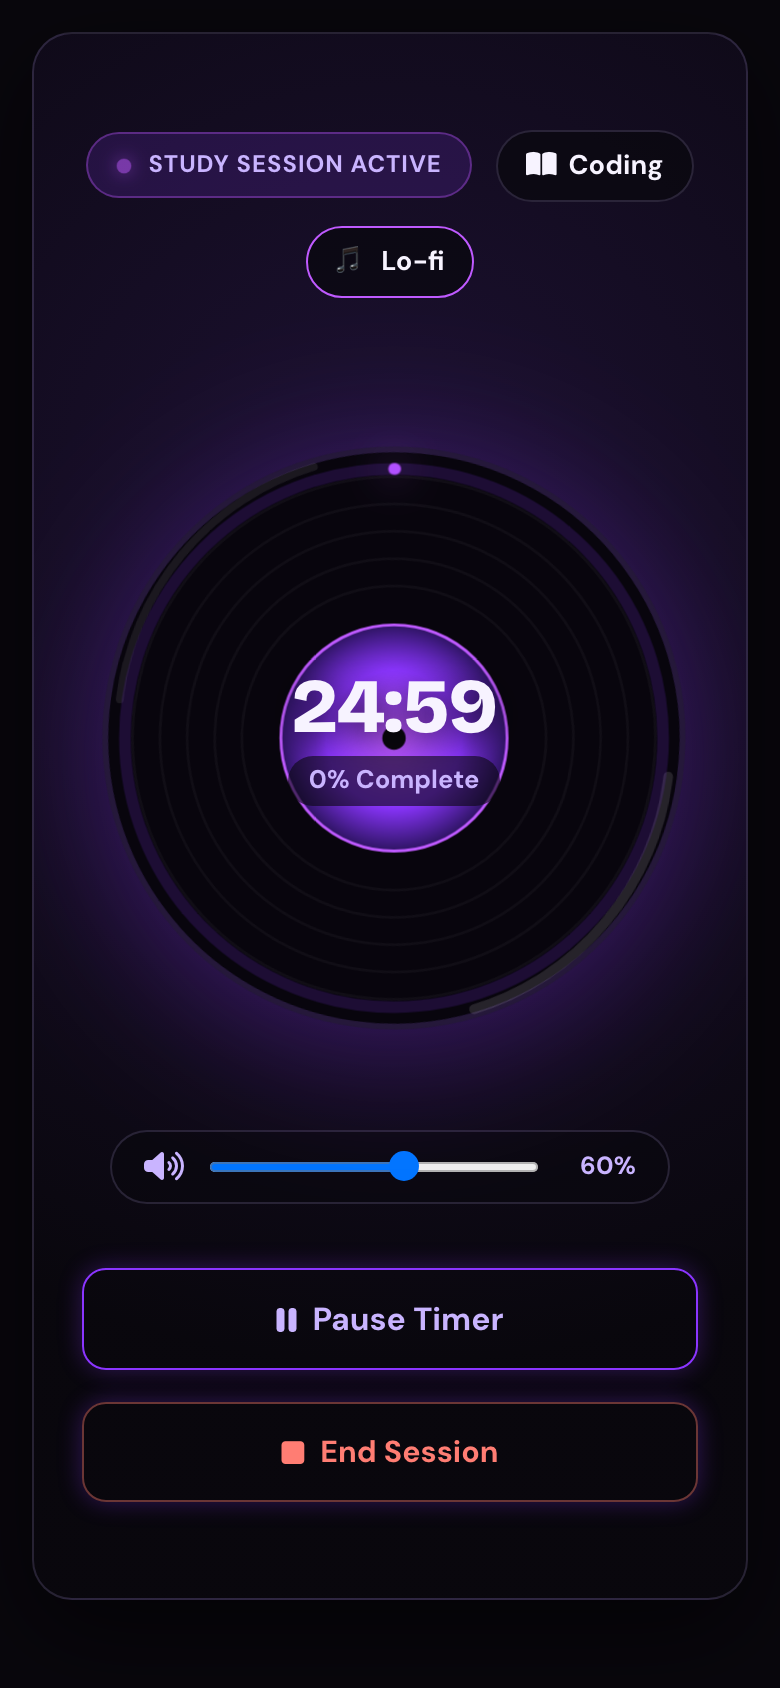 STUDY SESSION ACTIVE
Coding
Lo-fi
24:59
0% Complete
60%
Pause Timer
End Session